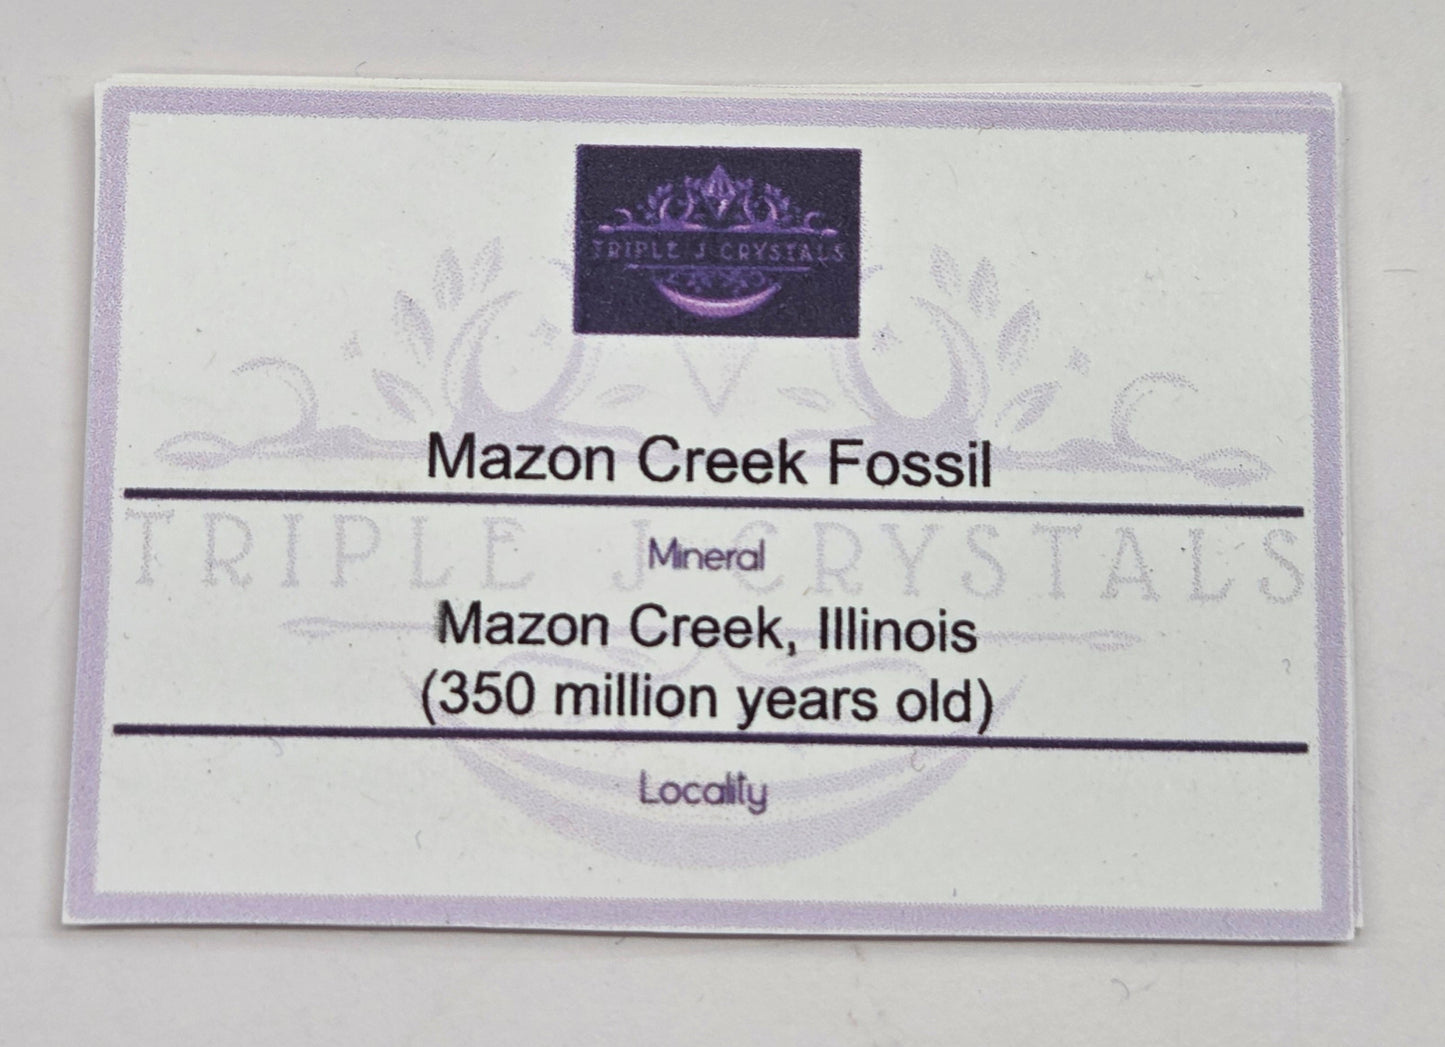 TRIPLE J CRYSTALS
Mazon Creek Fossil
TRIPLE J CRYSTALS
Mineral
Mazon Creek, Illinois
(350 million years old)
Locality